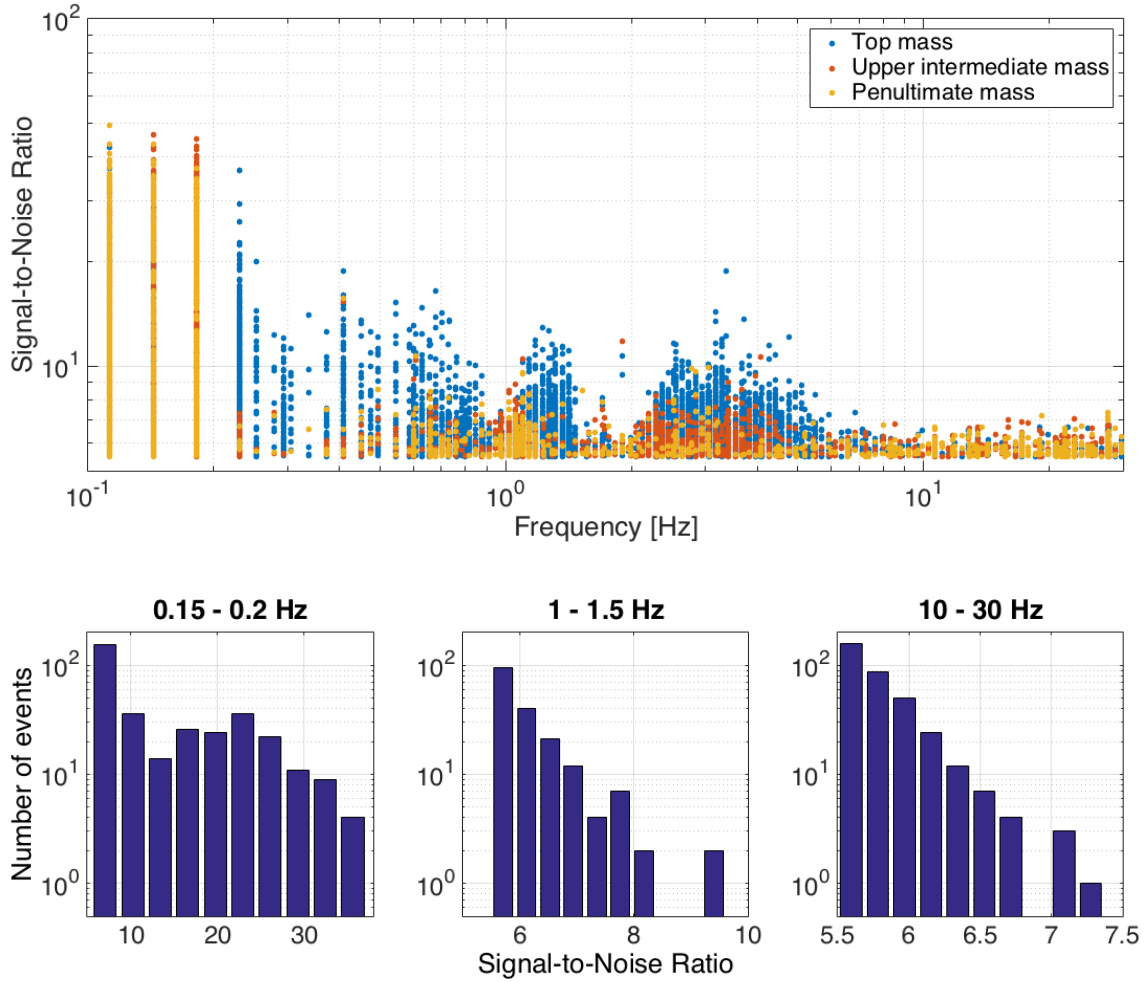 10^2
Top mass
Upper intermediate mass
Penultimate mass
Signal-to-Noise Ratio
10^1
10^-1 10^0 10^1
Frequency [Hz]
0.15 - 0.2 Hz 1 - 1.5 Hz 10 - 30 Hz
Number of events
10^2 10^2 10^2
10^1 10^1 10^1
10^0 10^0 10^0
10 20 30 6 8 10 5.5 6 6.5 7 7.5
Signal-to-Noise Ratio